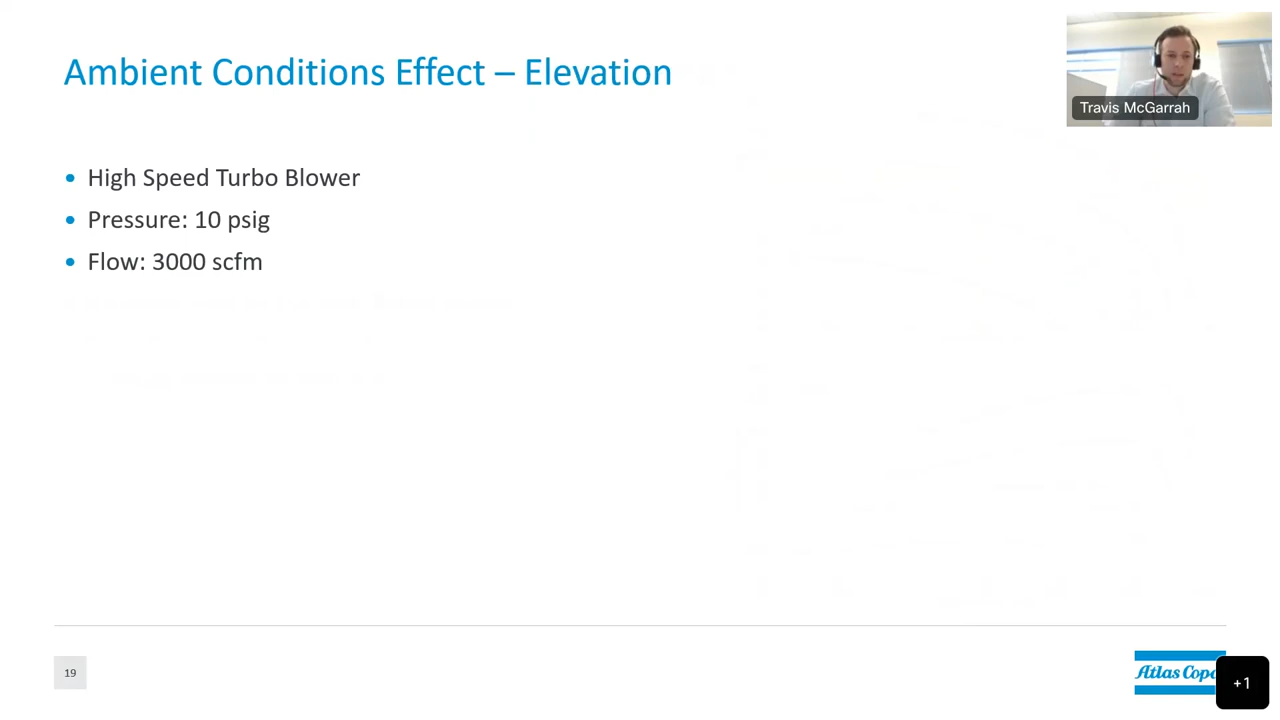 Ambient Conditions Effect – Elevation
Travis McGarrah
• High Speed Turbo Blower
• Pressure: 10 psig
• Flow: 3000 scfm
19
Atlas Cop
+1